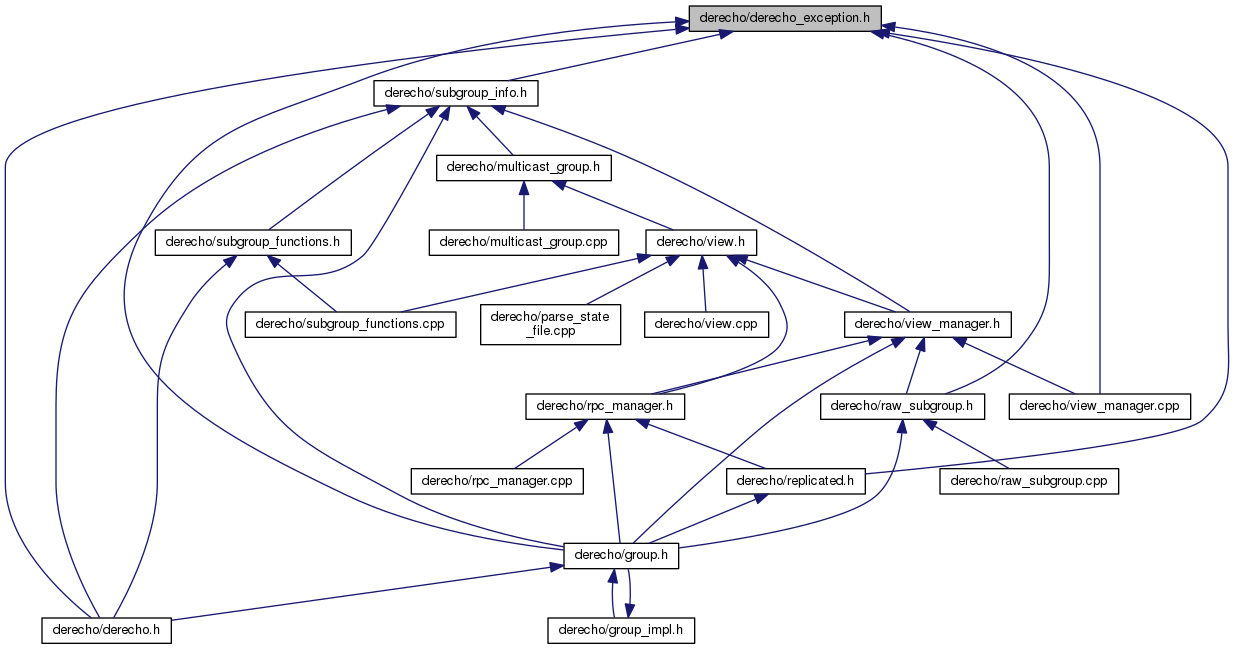 derecho/derecho_exception.h
derecho/subgroup_info.h
derecho/multicast_group.h
derecho/subgroup_functions.h
derecho/multicast_group.cpp
derecho/view.h
derecho/subgroup_functions.cpp
derecho/parse_state
_file.cpp
derecho/view.cpp
derecho/view_manager.h
derecho/rpc_manager.h
derecho/raw_subgroup.h
derecho/view_manager.cpp
derecho/rpc_manager.cpp
derecho/replicated.h
derecho/raw_subgroup.cpp
derecho/group.h
derecho/derecho.h
derecho/group_impl.h